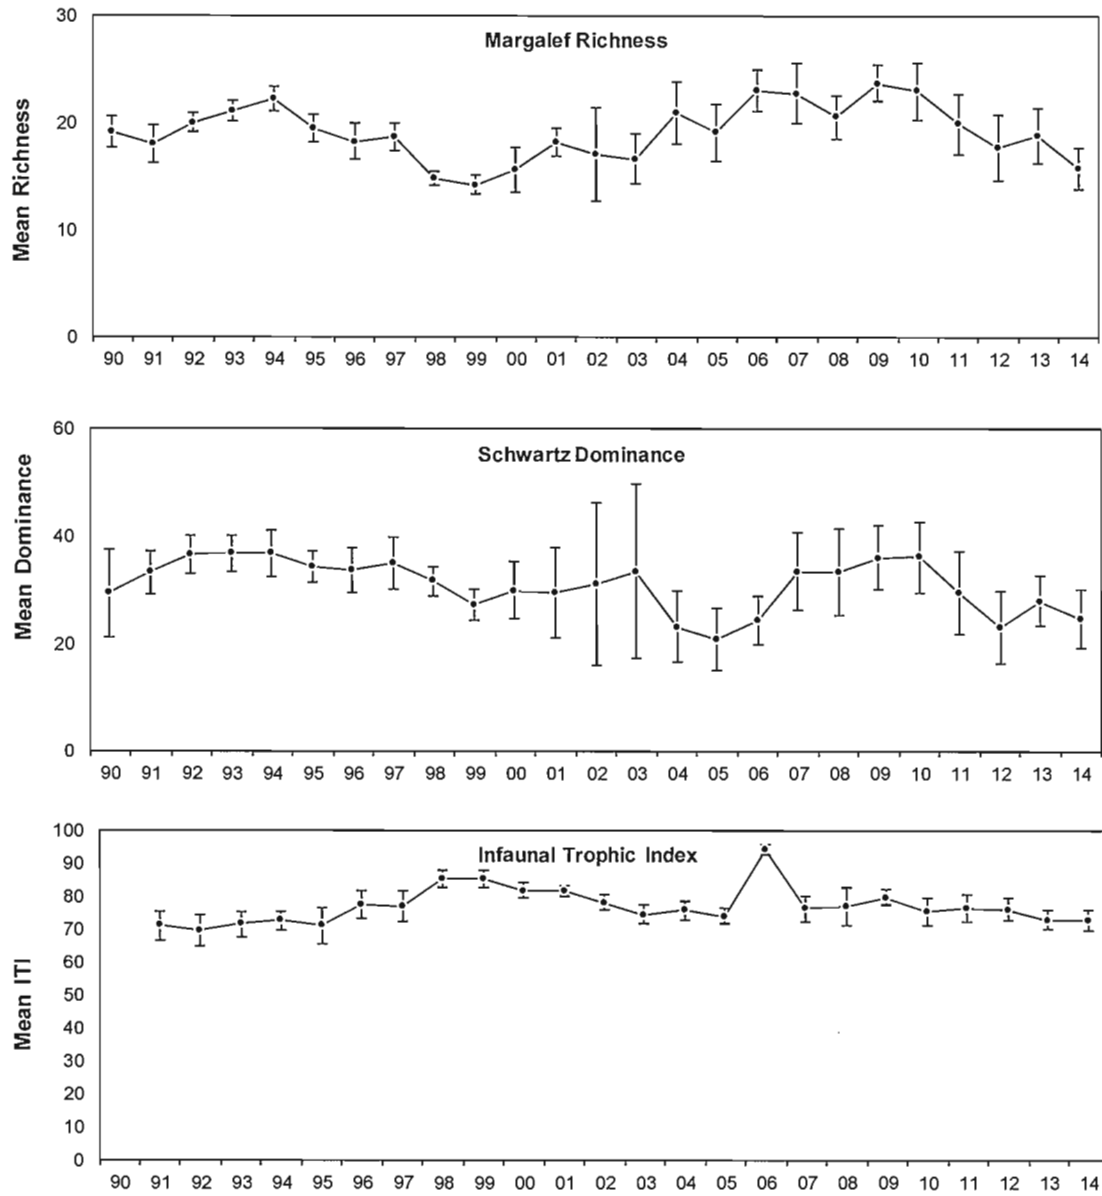 30
Margalef Richness
20
10
0
Mean Richness
90 91 92 93 94 95 96 97 98 99 00 01 02 03 04 05 06 07 08 09 10 11 12 13 14
60
Schwartz Dominance
40
20
0
Mean Dominance
90 91 92 93 94 95 96 97 98 99 00 01 02 03 04 05 06 07 08 09 10 11 12 13 14
100
Infaunal Trophic Index
90
80
70
60
50
40
30
20
10
0
Mean ITI
90 91 92 93 94 95 96 97 98 99 00 01 02 03 04 05 06 07 08 09 10 11 12 13 14